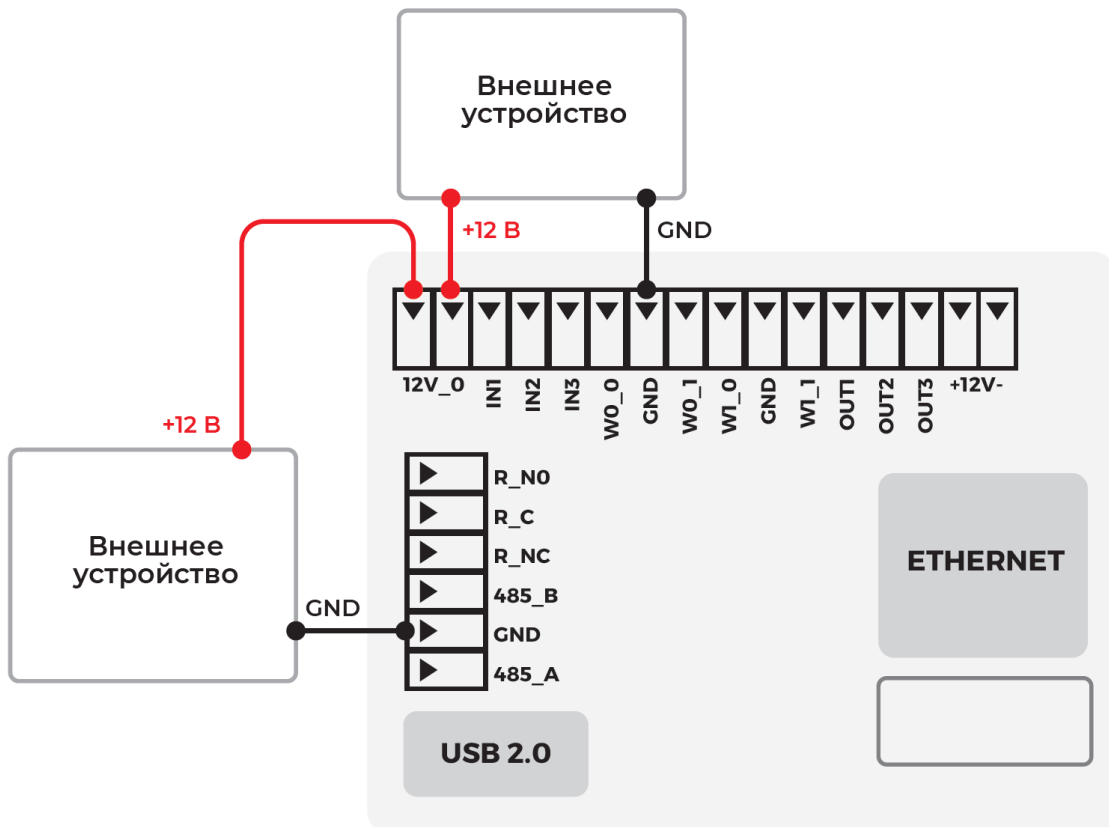 Внешнее
устройство
+12 В
GND
12V_0
IN1
IN2
IN3
W0_0
GND
W0_1
W1_0
GND
W1_1
OUT1
OUT2
OUT3
+12V-
+12 В
Внешнее
устройство
GND
R_N0
R_C
R_NC
485_B
GND
485_A
ETHERNET
USB 2.0